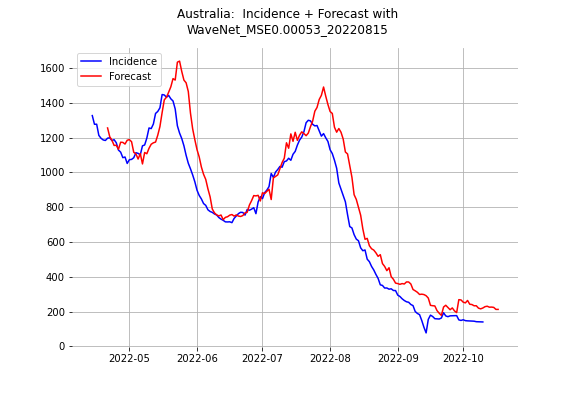 Australia:  Incidence + Forecast with
WaveNet_MSE0.00053_20220815
Incidence
Forecast
1600
1400
1200
1000
800
600
400
200
0
2022-05 2022-06 2022-07 2022-08 2022-09 2022-10